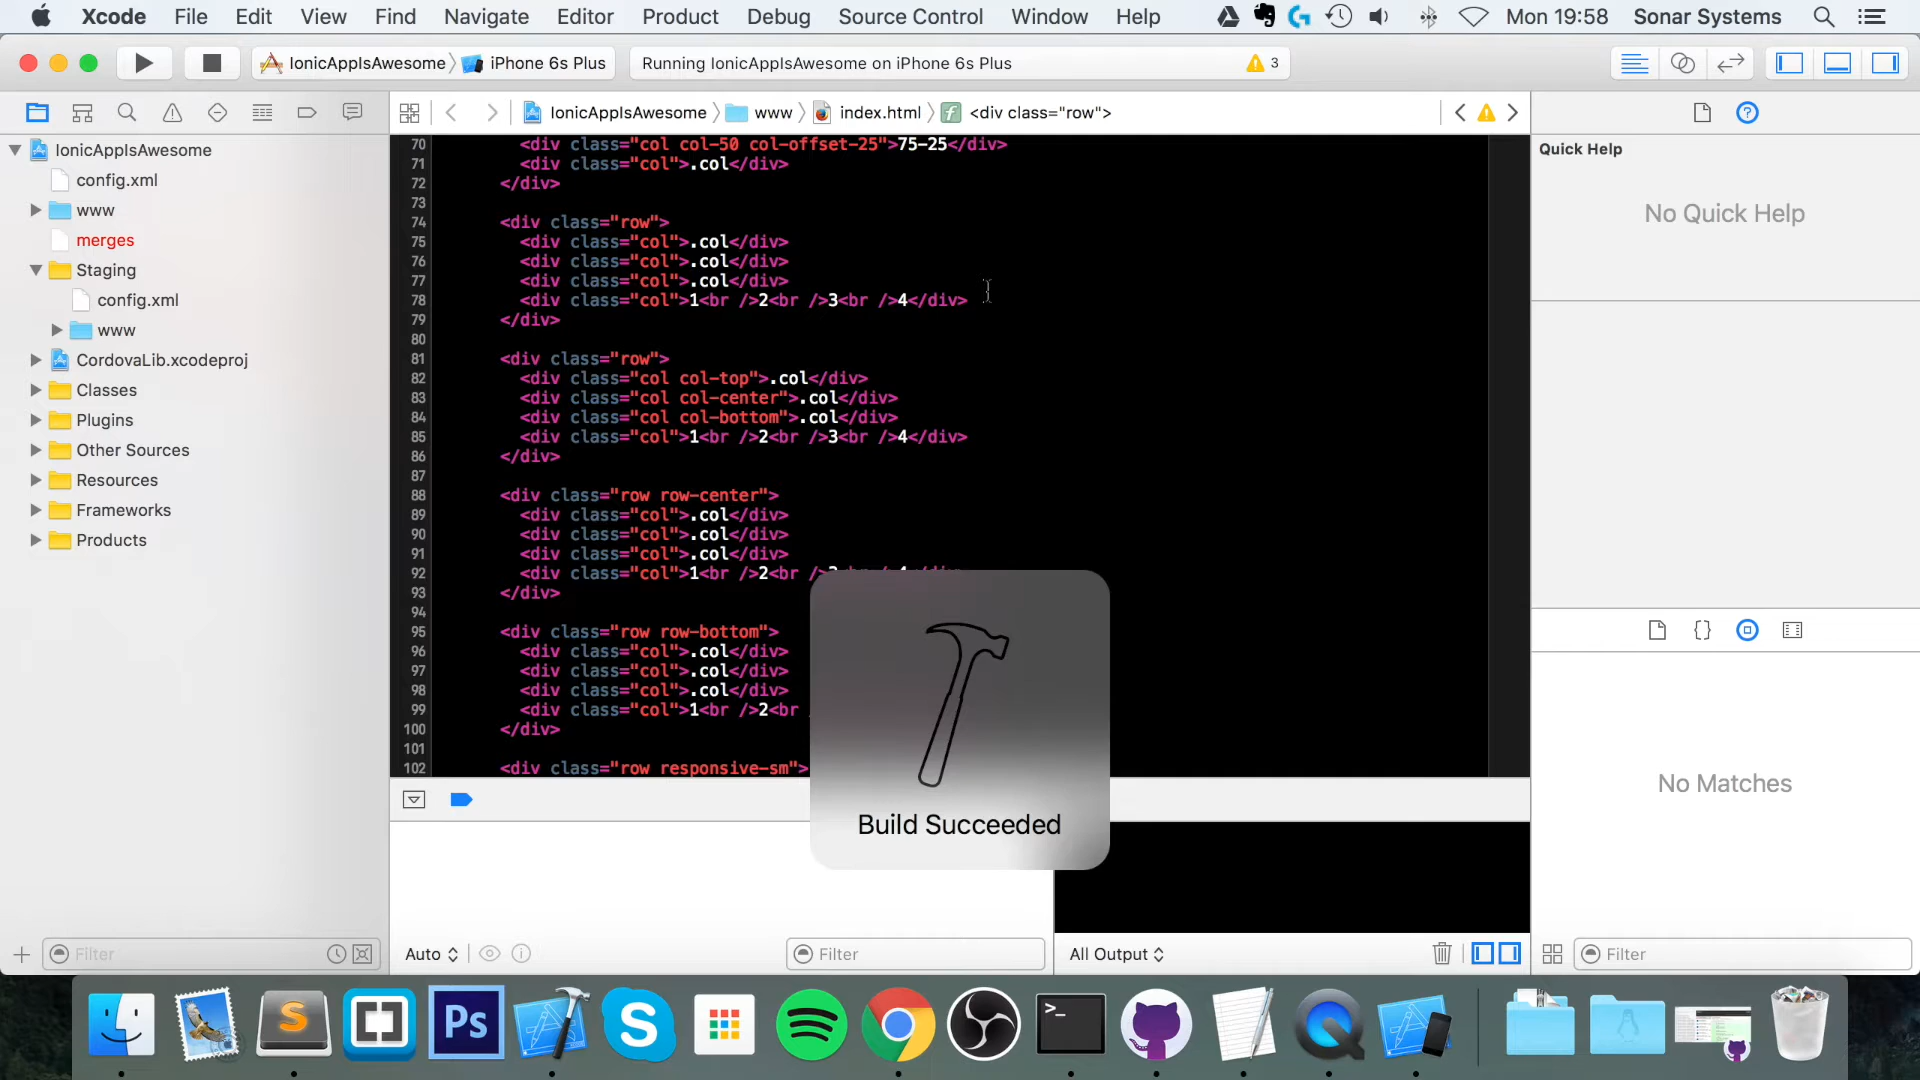 Xcode File Edit View Find Navigate Editor Product Debug Source Control Window Help Mon 19:58 Sonar Systems
IonicAppIsAwesome iPhone 6s Plus Running IonicAppIsAwesome on iPhone 6s Plus 3
IonicAppIsAwesome www index.html f <div class="row">
IonicAppIsAwesome
config.xml
www
merges
Staging
config.xml
www
CordovaLib.xcodeproj
Classes
Plugins
Other Sources
Resources
Frameworks
Products
Filter
70 <div class="col col-50 col-offset-25">75-25</div>
71 <div class="col">.col</div>
72 </div>
73
74 <div class="row">
75 <div class="col">.col</div>
76 <div class="col">.col</div>
77 <div class="col">.col</div>
78 <div class="col">1<br />2<br />3<br />4</div>
79 </div>
80
81 <div class="row">
82 <div class="col col-top">.col</div>
83 <div class="col col-center">.col</div>
84 <div class="col col-bottom">.col</div>
85 <div class="col">1<br />2<br />3<br />4</div>
86 </div>
87
88 <div class="row row-center">
89 <div class="col">.col</div>
90 <div class="col">.col</div>
91 <div class="col">.col</div>
92 <div class="col">1<br />2<br />3<br />4</div>
93 </div>
94
95 <div class="row row-bottom">
96 <div class="col">.col</div>
97 <div class="col">.col</div>
98 <div class="col">.col</div>
99 <div class="col">1<br />2<br
100 </div>
101
102 <div class="row responsive-sm">
Build Succeeded
Auto Filter
All Output
Quick Help
No Quick Help
{}
No Matches
Filter
S Ps S >_